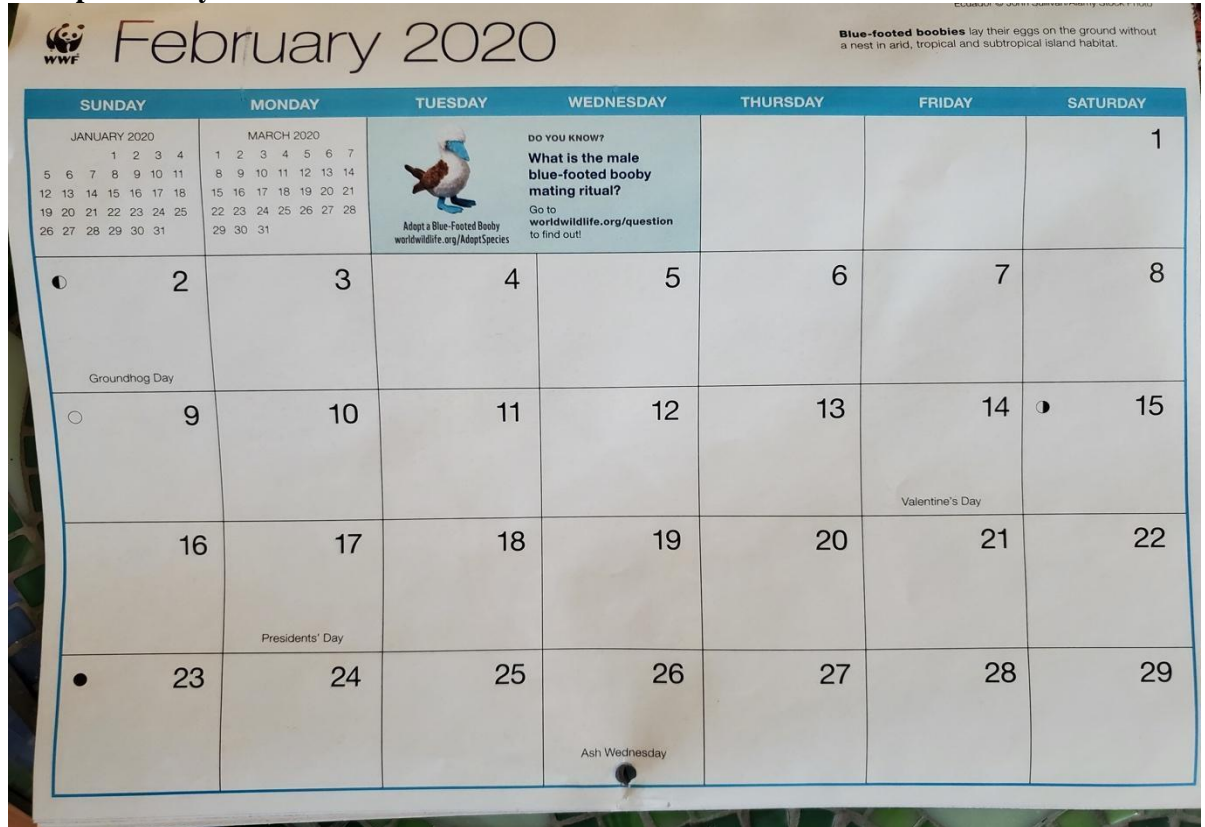 Ecuador © John Sullivan/Alamy Stock Photo
WWF
February 2020
Blue-footed boobies lay their eggs on the ground without
a nest in arid, tropical and subtropical island habitat.
SUNDAY MONDAY TUESDAY WEDNESDAY THURSDAY FRIDAY SATURDAY
JANUARY 2020
1 2 3 4
5 6 7 8 9 10 11
12 13 14 15 16 17 18
19 20 21 22 23 24 25
26 27 28 29 30 31
MARCH 2020
1 2 3 4 5 6 7
8 9 10 11 12 13 14
15 16 17 18 19 20 21
22 23 24 25 26 27 28
29 30 31
Adopt a Blue-Footed Booby
worldwildlife.org/AdoptSpecies
DO YOU KNOW?
What is the male
blue-footed booby
mating ritual?
Go to
worldwildlife.org/question
to find out!
1
2 3 4 5 6 7 8
Groundhog Day
9 10 11 12 13 14 15
Valentine's Day
16 17 18 19 20 21 22
Presidents' Day
23 24 25 26 27 28 29
Ash Wednesday